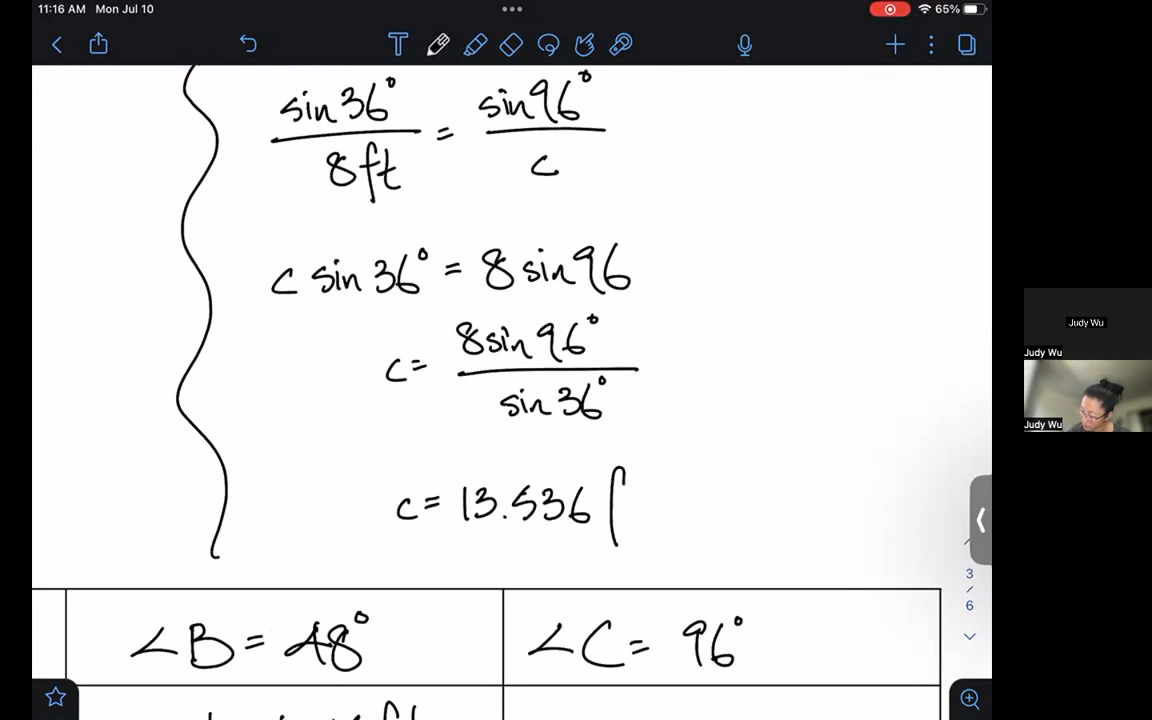 11:16 AM Mon Jul 10
65%
sin 36° / 8ft = sin 96° / c
c sin 36° = 8 sin 96
c = 8 sin 96° / sin 36°
c = 13.536 f
∠B = 48°
∠C = 96°
ft
3
/
6
Judy Wu
Judy Wu
Judy Wu